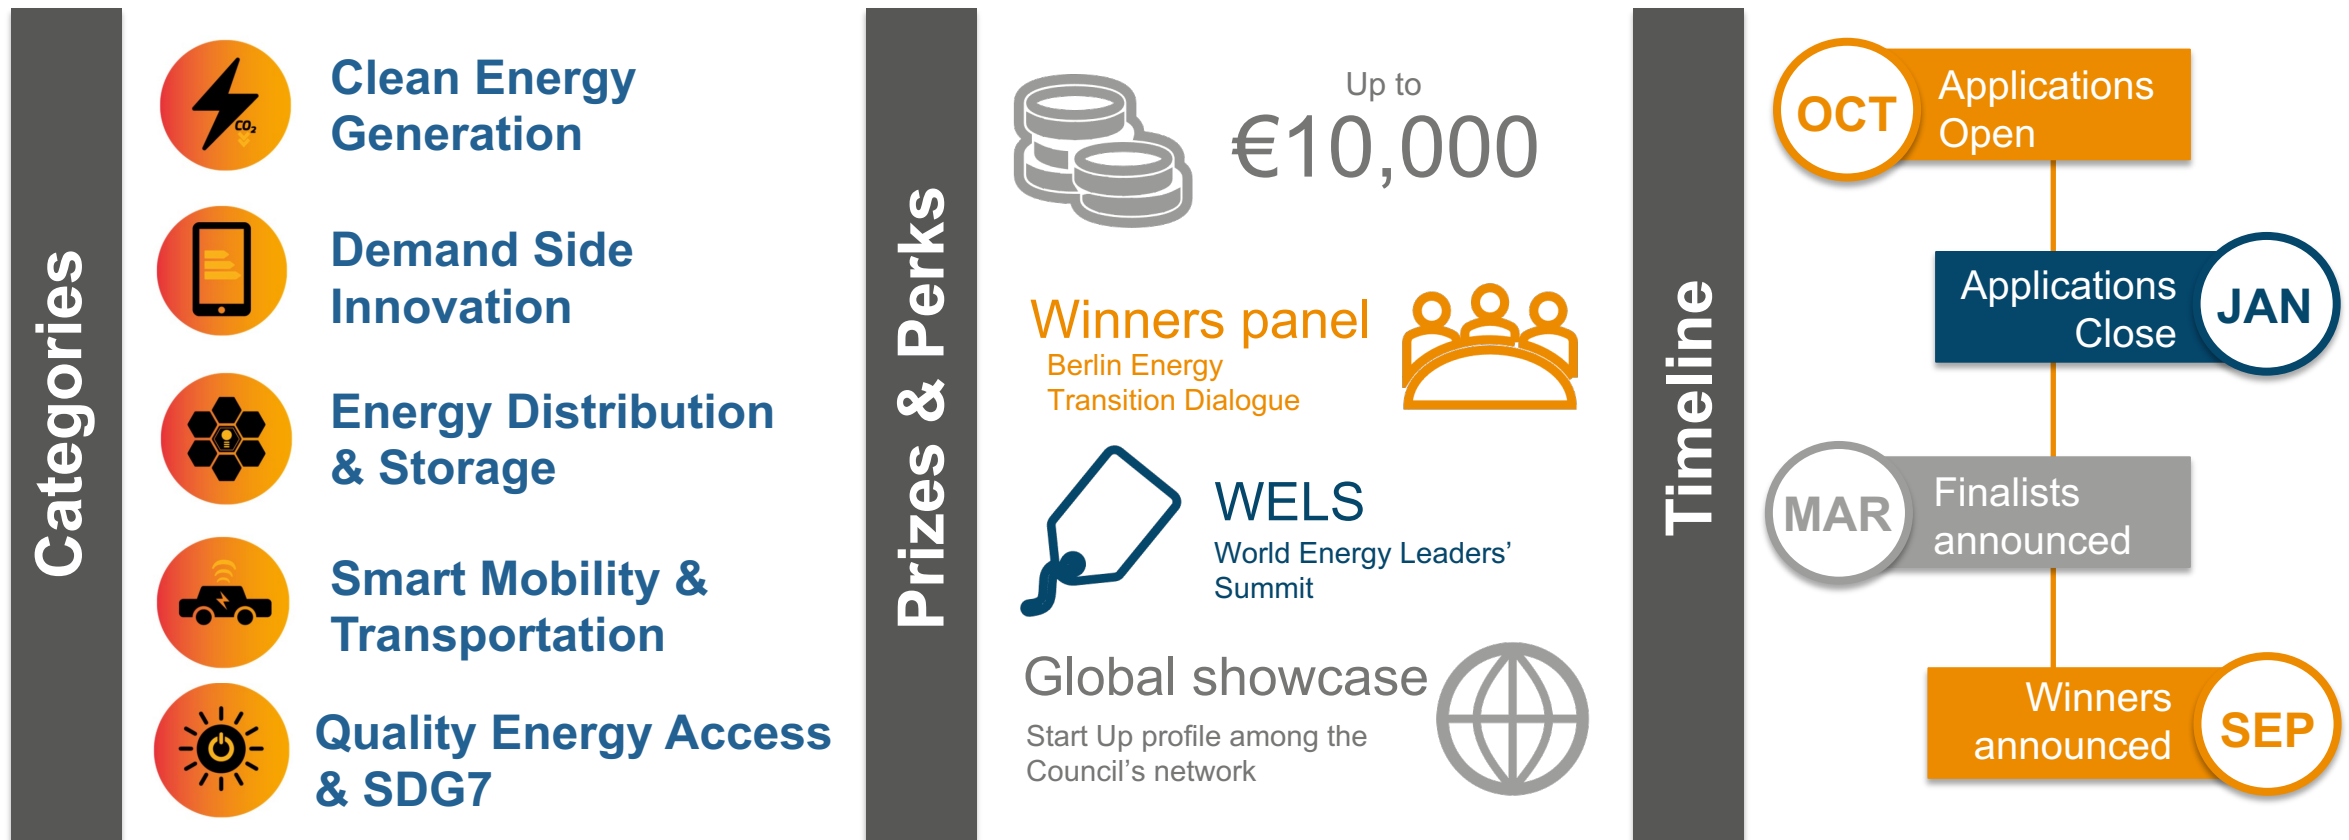 Categories
Clean Energy
Generation
CO₂
Demand Side
Innovation
Energy Distribution
& Storage
Smart Mobility &
Transportation
Quality Energy Access
& SDG7
Prizes & Perks
Up to
€10,000
Winners panel
Berlin Energy
Transition Dialogue
WELS
World Energy Leaders’
Summit
Global showcase
Start Up profile among the
Council’s network
Timeline
OCT
Applications
Open
Applications
Close
JAN
MAR
Finalists
announced
Winners
announced
SEP